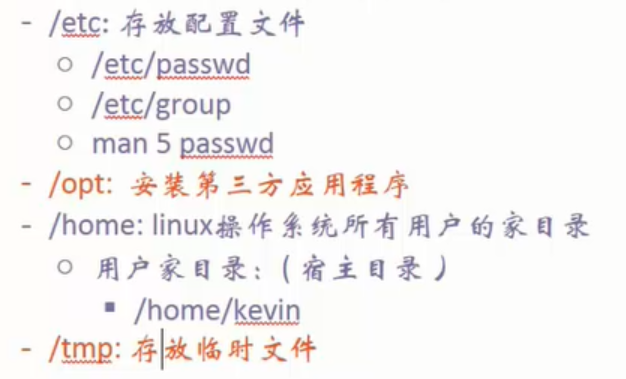 - /etc: 存放配置文件
○ /etc/passwd
○ /etc/group
○ man 5 passwd
- /opt: 安装第三方应用程序
- /home: linux操作系统所有用户的家目录
○ 用户家目录:(宿主目录)
▪ /home/kevin
- /tmp: 存放临时文件